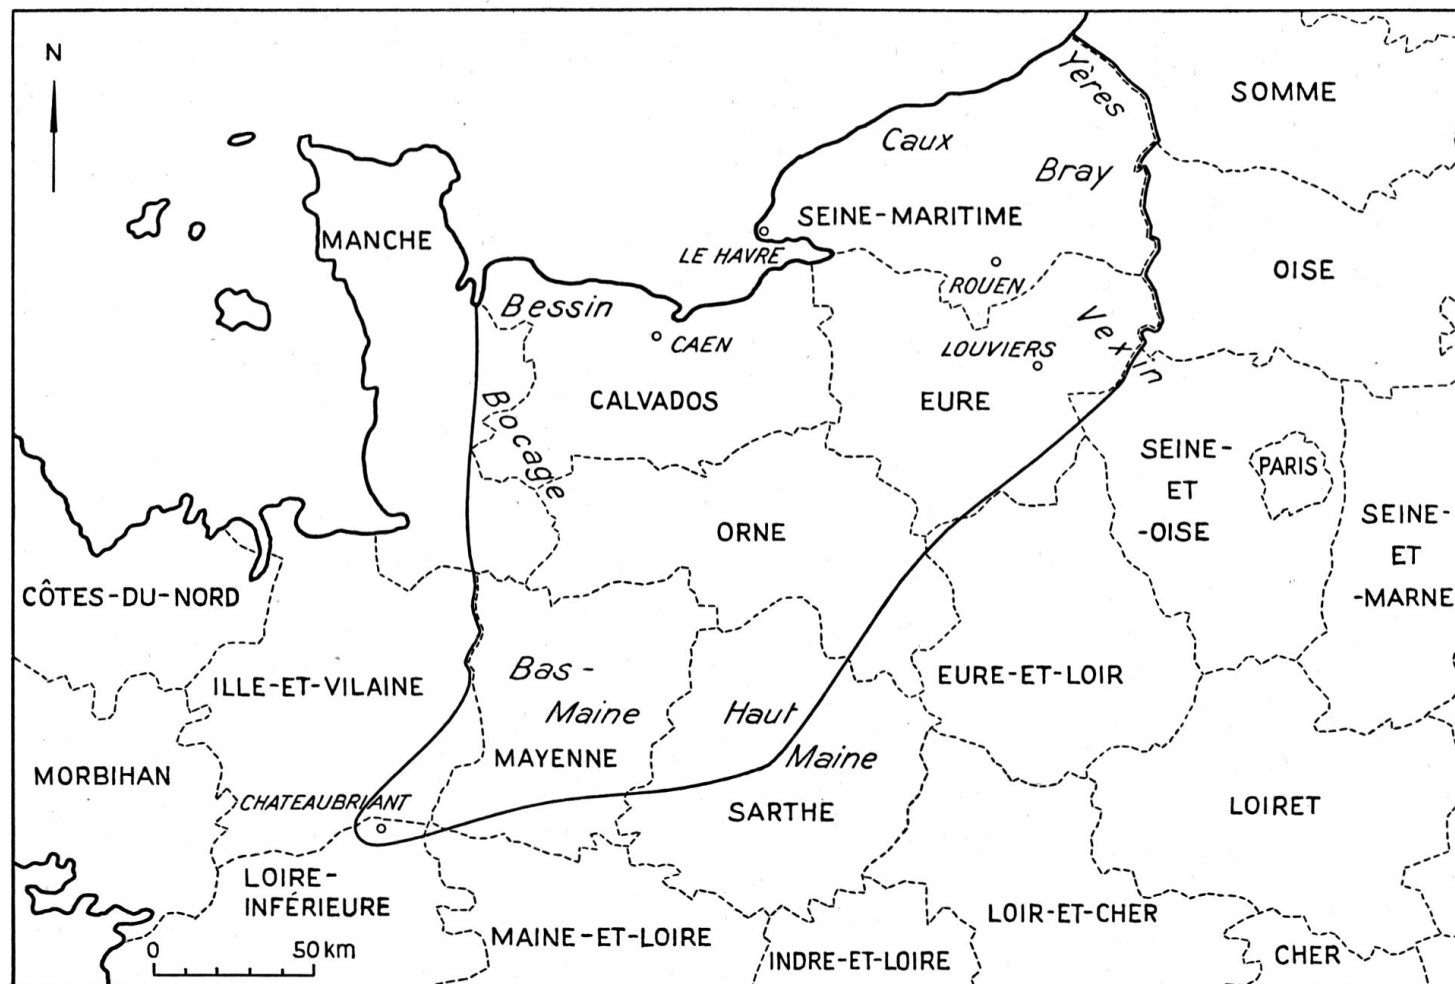 N
SOMME
Yères
Caux
Bray
SEINE-MARITIME
MANCHE
LE HAVRE
OISE
ROUEN
Bessin
Vexin
CAEN
LOUVIERS
CALVADOS
EURE
Bocage
SEINE-
ET
-OISE
PARIS
ORNE
SEINE-
ET
-MARNE
CÔTES-DU-NORD
ILLE-ET-VILAINE
Bas-
Maine
Haut
Maine
EURE-ET-LOIR
MORBIHAN
MAYENNE
CHATEAUBRIANT
SARTHE
LOIRET
LOIRE-
INFÉRIEURE
LOIR-ET-CHER
MAINE-ET-LOIRE
INDRE-ET-LOIRE
CHER
0 50 km